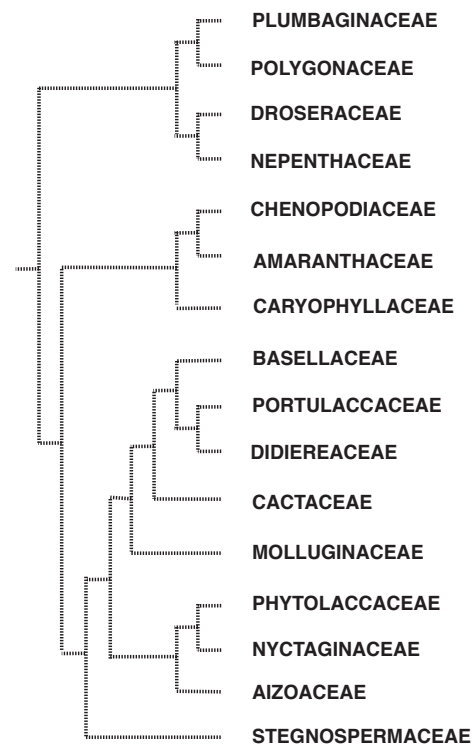 PLUMBAGINACEAE
POLYGONACEAE
DROSERACEAE
NEPENTHACEAE
CHENOPODIACEAE
AMARANTHACEAE
CARYOPHYLLACEAE
BASELLACEAE
PORTULACCACEAE
DIDIEREACEAE
CACTACEAE
MOLLUGINACEAE
PHYTOLACCACEAE
NYCTAGINACEAE
AIZOACEAE
STEGNOSPERMACEAE